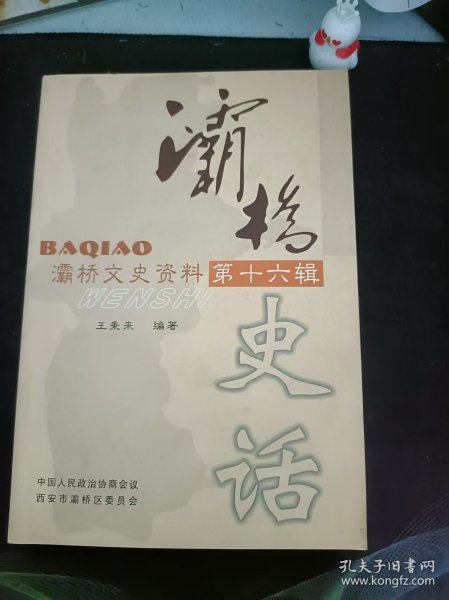 灞橋
BAQIAO
灞桥文史资料 第十六辑
WENSHI
王秉来 编著
史话
中国人民政治协商会议
西安市灞桥区委员会
孔夫子旧书网
www.kongfz.com